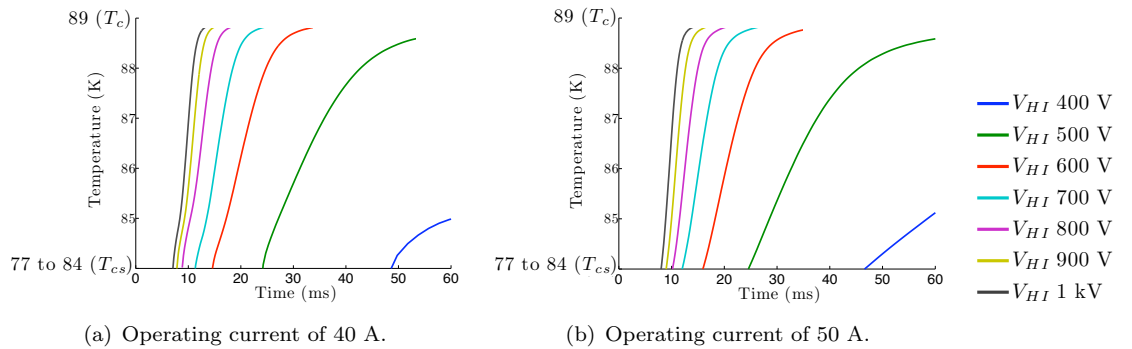 89 (T_c)
88
87
86
85
77 to 84 (T_cs)
Temperature (K)
0 10 20 30 40 50 60
Time (ms)
(a) Operating current of 40 A.
89 (T_c)
88
87
86
85
77 to 84 (T_cs)
Temperature (K)
0 10 20 30 40 50 60
Time (ms)
(b) Operating current of 50 A.
V_HI 400 V
V_HI 500 V
V_HI 600 V
V_HI 700 V
V_HI 800 V
V_HI 900 V
V_HI 1 kV